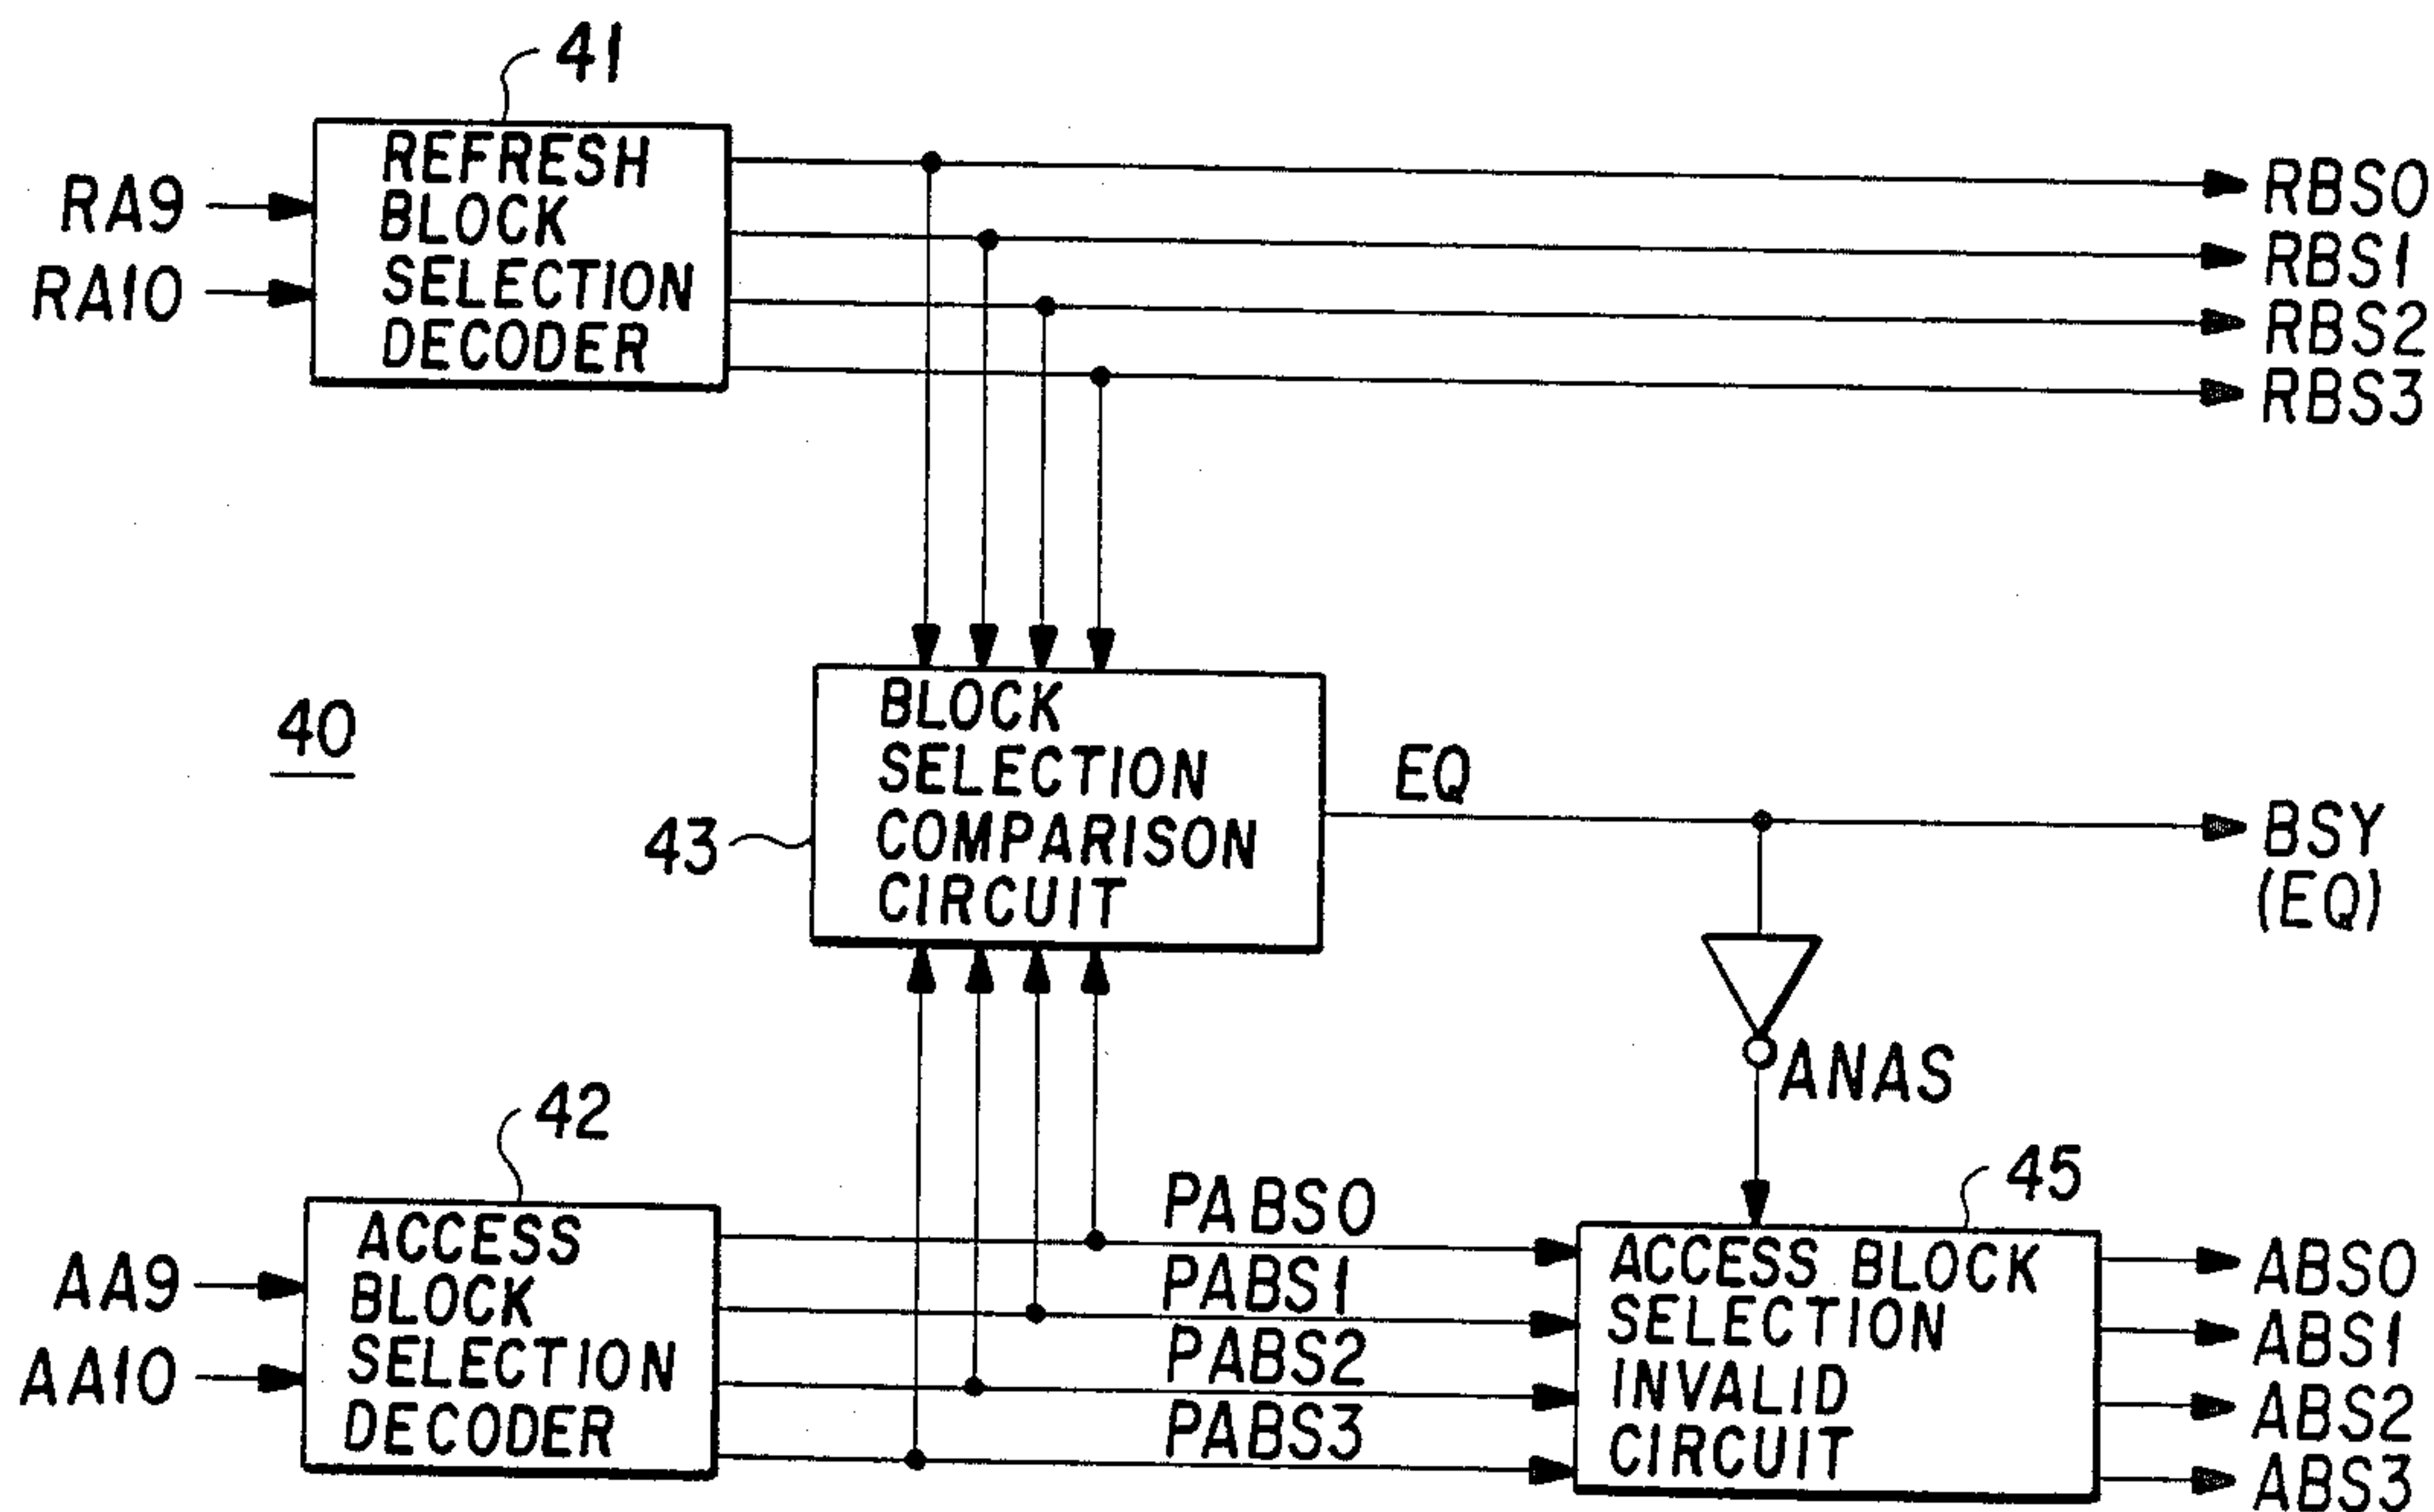 41
REFRESH
BLOCK
SELECTION
DECODER
RA9
RA10
RBS0
RBS1
RBS2
RBS3
40
43
BLOCK
SELECTION
COMPARISON
CIRCUIT
EQ
BSY
(EQ)
ANAS
42
ACCESS
BLOCK
SELECTION
DECODER
AA9
AA10
PABS0
PABS1
PABS2
PABS3
45
ACCESS BLOCK
SELECTION
INVALID
CIRCUIT
ABS0
ABS1
ABS2
ABS3